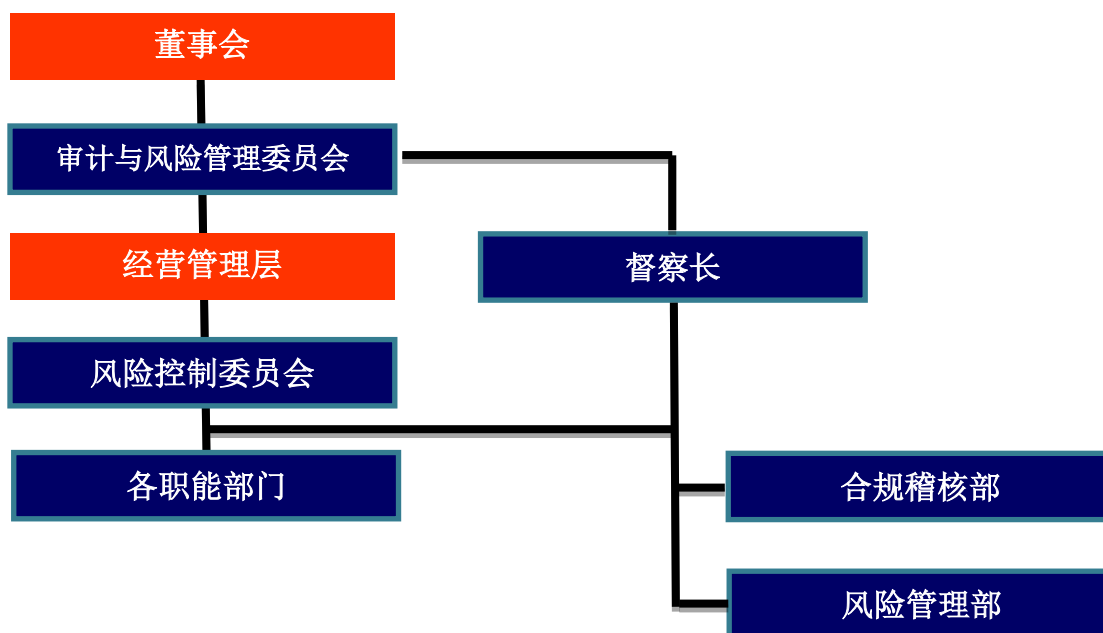 董事会
审计与风险管理委员会
经营管理层
督察长
风险控制委员会
各职能部门
合规稽核部
风险管理部